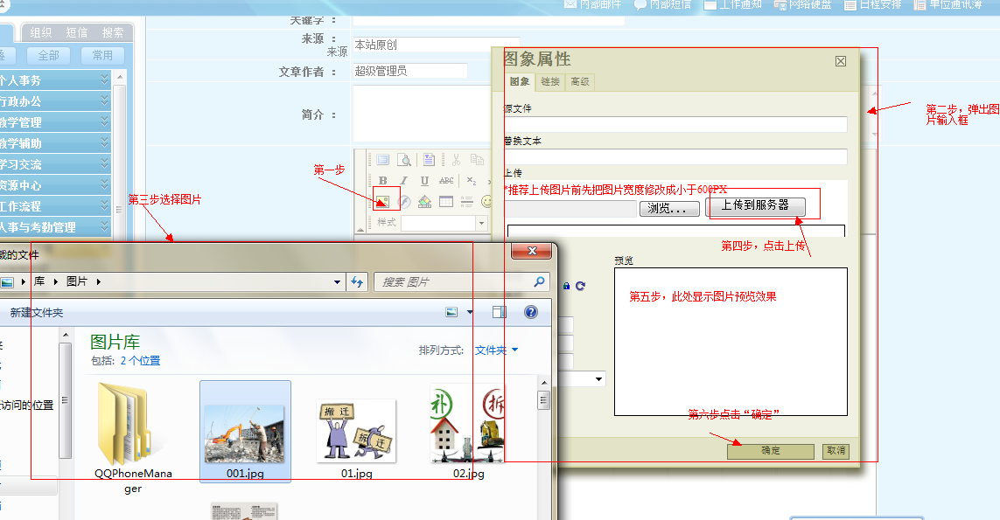 内部邮件 内部短信 工作通知 网络硬盘 日程安排 单位通讯簿
组织 短信 搜索
全部 常用
个人事务
行政办公
教学管理
教学辅助
学习交流
资源中心
工作流程
人事与考勤管理
关键字 ：
来源 ： 本站原创
来源
文章作者 ： 超级管理员
简介 ：
第一步
B I U ABC ×₂
样式
第三步选择图片
图象属性
图象 链接 高级
源文件
替换文本
上传
*推荐上传图片前先把图片宽度修改成小于600PX
浏览... 上传到服务器
第四步，点击上传
预览
第五步，此处显示图片预览效果
第六步点击“确定”
确定 取消
第二步，弹出图
片输入框
载的文件
库 图片
搜索 图片
新建文件夹
图片库
包括: 2 个位置
排列方式: 文件夹
访问的位置
QQPhoneMana
ger
001.jpg
搬 迁
拆 迁
01.jpg
补 拆
02.jpg